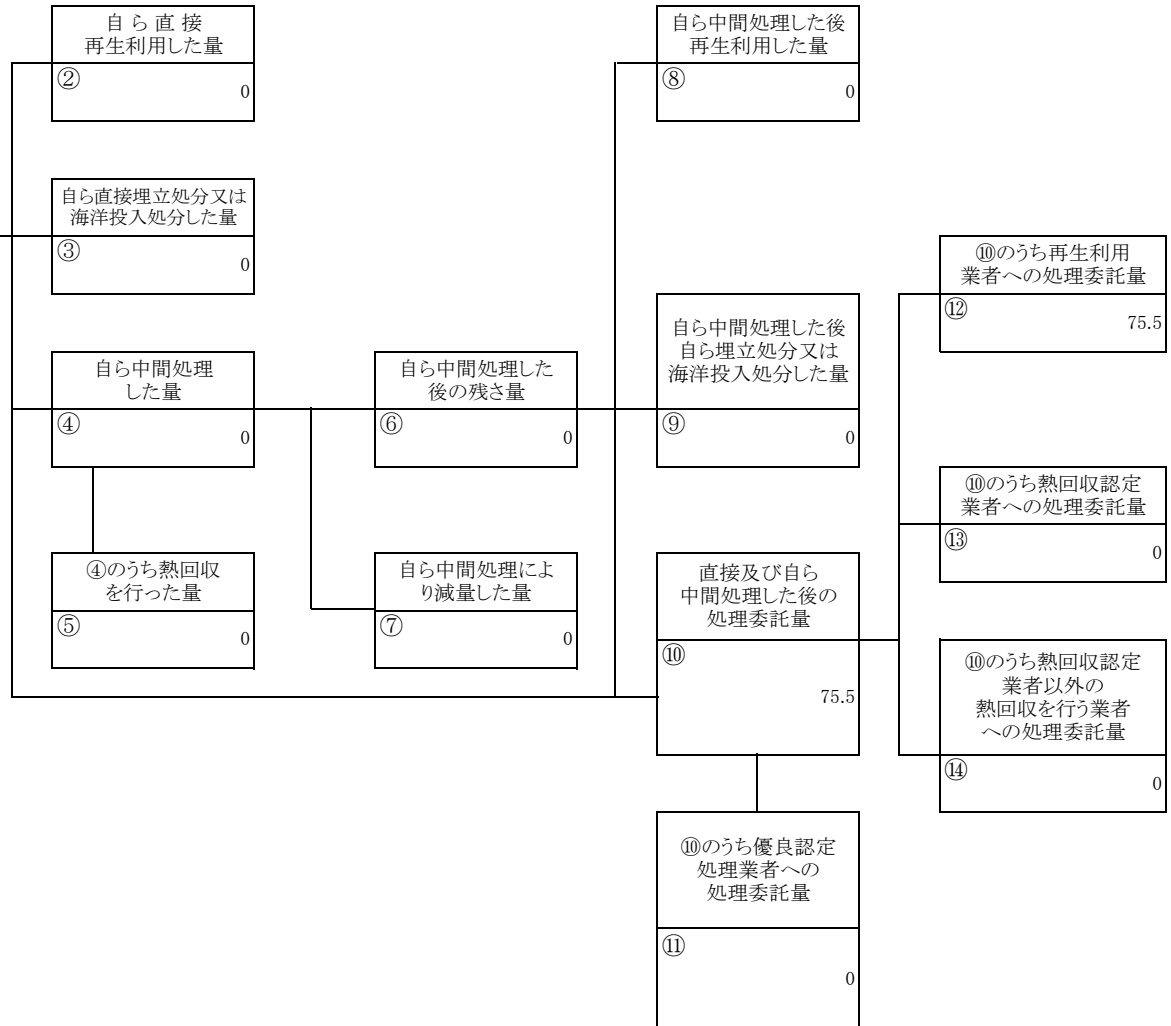 自 ら 直 接
再生利用した量
②
0
自ら直接埋立処分又は
海洋投入処分した量
③
0
自ら中間処理
した量
④
0
④のうち熱回収
を行った量
⑤
0
自ら中間処理した
後の残さ量
⑥
0
自ら中間処理によ
り減量した量
⑦
0
自ら中間処理した後
再生利用した量
⑧
0
自ら中間処理した後
自ら埋立処分又は
海洋投入処分した量
⑨
0
直接及び自ら
中間処理した後の
処理委託量
⑩
75.5
⑩のうち優良認定
処理業者への
処理委託量
⑪
0
⑩のうち再生利用
業者への処理委託量
⑫
75.5
⑩のうち熱回収認定
業者への処理委託量
⑬
0
⑩のうち熱回収認定
業者以外の
熱回収を行う業者
への処理委託量
⑭
0